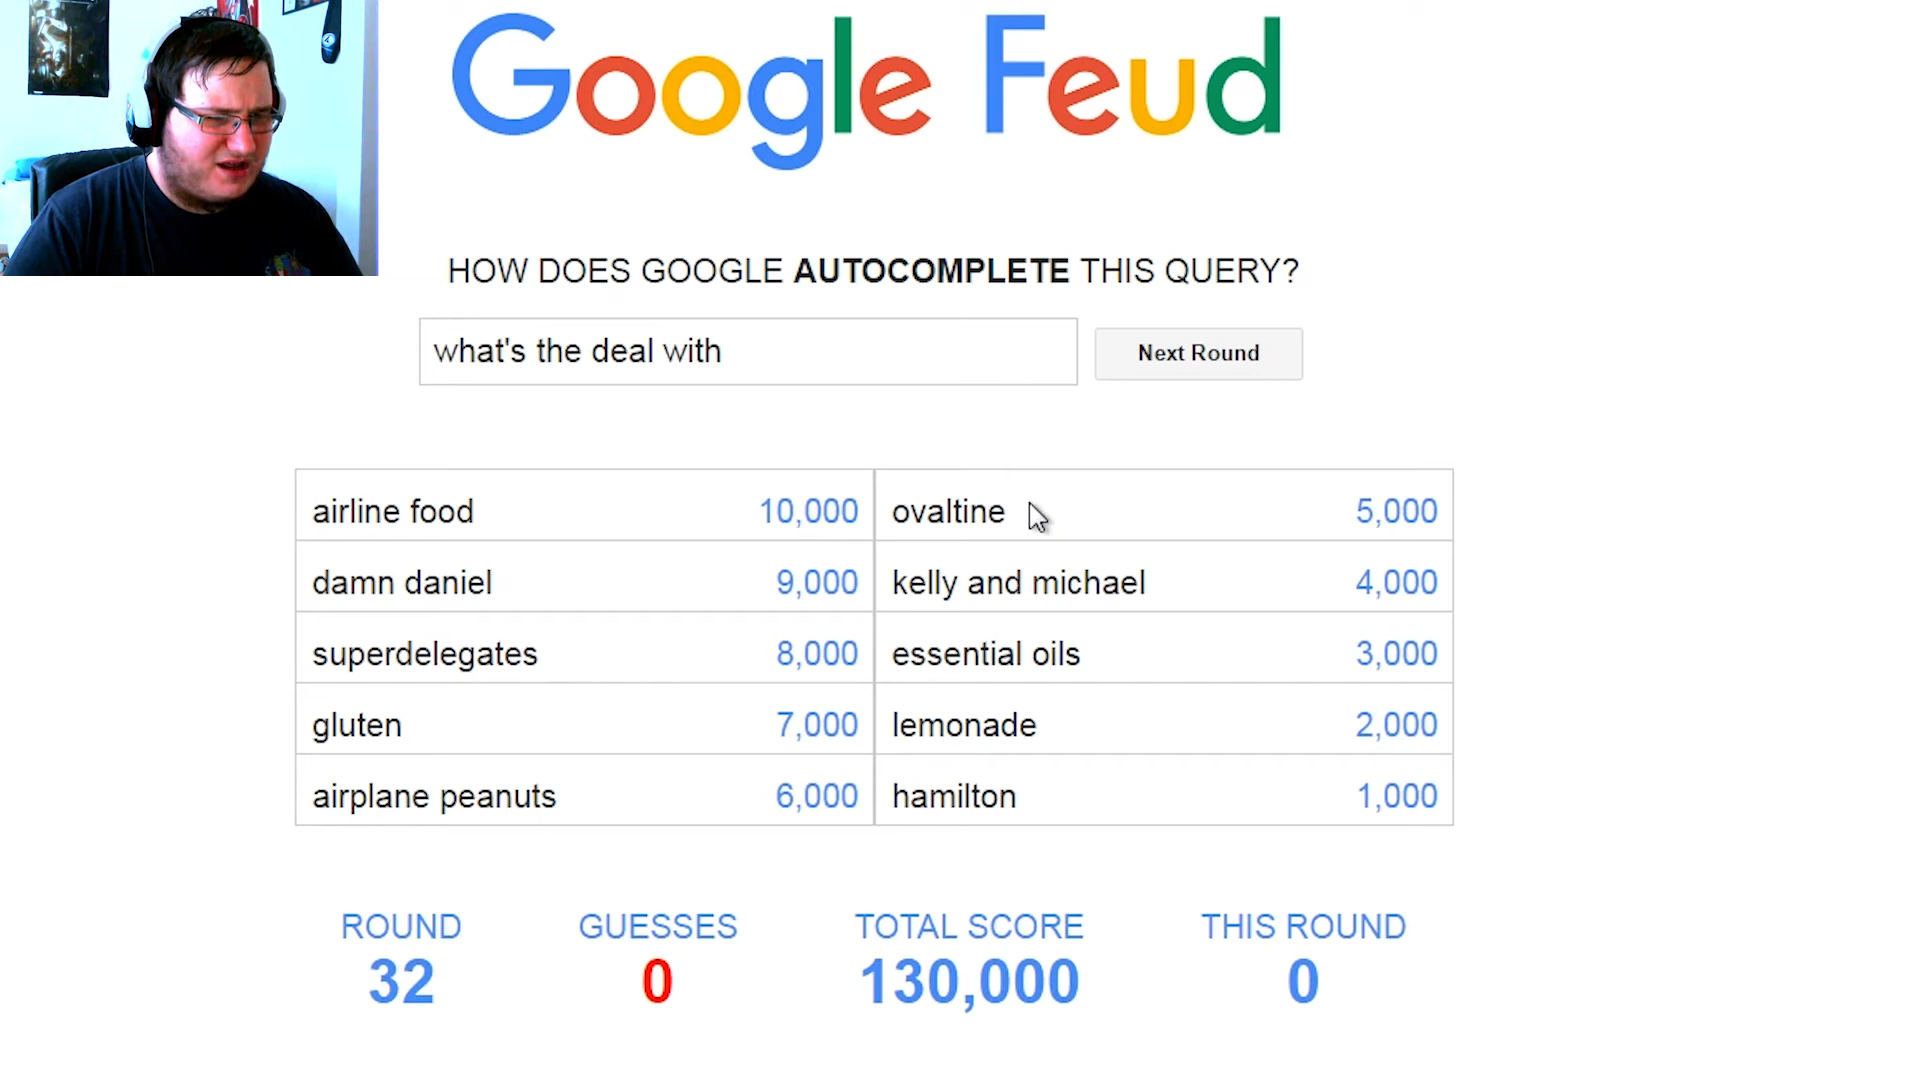 Google Feud
HOW DOES GOOGLE AUTOCOMPLETE THIS QUERY?
what's the deal with
Next Round
airline food 10,000 ovaltine 5,000
damn daniel 9,000 kelly and michael 4,000
superdelegates 8,000 essential oils 3,000
gluten 7,000 lemonade 2,000
airplane peanuts 6,000 hamilton 1,000
ROUND GUESSES TOTAL SCORE THIS ROUND
32 0 130,000 0